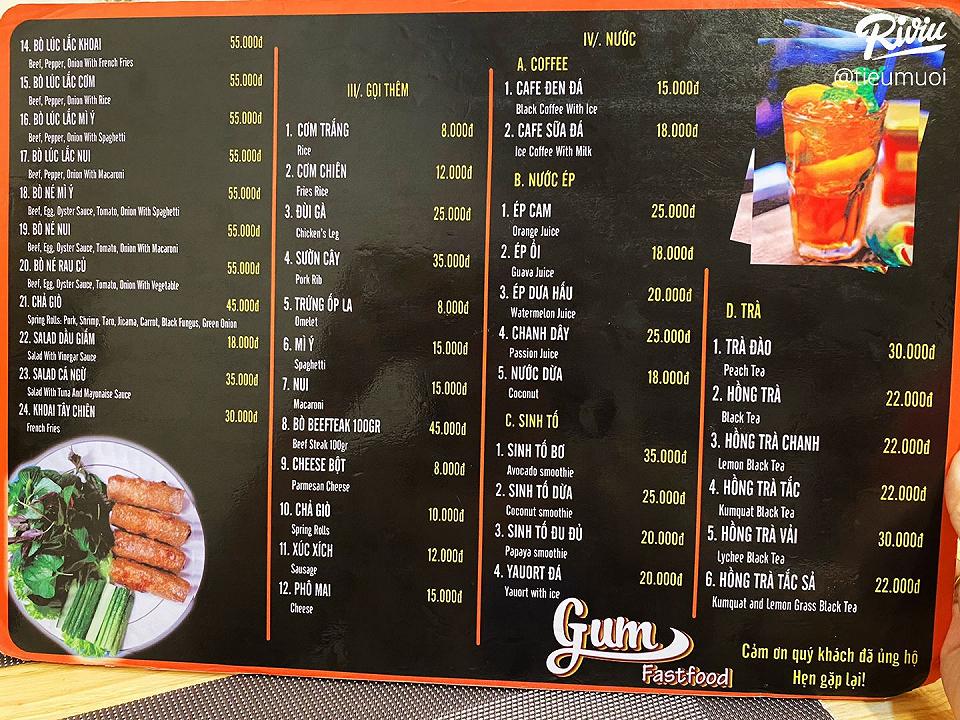 14. BÒ LÚC LẮC KHOAI 55.000đ
Beef, Pepper, Onion With French Fries
15. BÒ LÚC LẮC CƠM 55.000đ
Beef, Pepper, Onion With Rice
16. BÒ LÚC LẮC MÌ Ý 55.000đ
Beef, Pepper, Onion With Spaghetti
17. BÒ LÚC LẮC NUI 55.000đ
Beef, Pepper, Onion With Macaroni
18. BÒ NÉ MÌ Ý 55.000đ
Beef, Egg, Oyster Sauce, Tomato, Onion With Spaghetti
19. BÒ NÉ NUI 55.000đ
Beef, Egg, Oyster Sauce, Tomato, Onion With Macaroni
20. BÒ NÉ RAU CỦ 55.000đ
Beef, Egg, Oyster Sauce, Tomato, Onion With Vegetable
21. CHẢ GIÒ 45.000đ
Spring Rolls: Pork, Shrimp, Taro, Jicama, Carrot, Black Fungus, Green Onion
22. SALAD DẦU GIẤM 18.000đ
Salad With Vinegar Sauce
23. SALAD CÁ NGỪ 35.000đ
Salad With Tuna And Mayonaise Sauce
24. KHOAI TÂY CHIÊN 30.000đ
French Fries
III/. GỌI THÊM
1. CƠM TRẮNG 8.000đ
Rice
2. CƠM CHIÊN 12.000đ
Fries Rice
3. ĐÙI GÀ 25.000đ
Chicken's Leg
4. SƯỜN CÂY 35.000đ
Pork Rib
5. TRỨNG ỐP LA 8.000đ
Omelet
6. MÌ Ý 15.000đ
Spaghetti
7. NUI 15.000đ
Macaroni
8. BÒ BEEFTEAK 100GR 45.000đ
Beef Steak 100gr
9. CHEESE BỘT 8.000đ
Parmesan Cheese
10. CHẢ GIÒ 10.000đ
Spring Rolls
11. XÚC XÍCH 12.000đ
Sausage
12. PHÔ MAI 15.000đ
Cheese
IV/. NƯỚC
A. COFFEE
1. CAFE ĐEN ĐÁ 15.000đ
Black Coffee With Ice
2. CAFE SỮA ĐÁ 18.000đ
Ice Coffee With Milk
B. NƯỚC ÉP
1. ÉP CAM 25.000đ
Orange Juice
2. ÉP ỔI 18.000đ
Guava Juice
3. ÉP DƯA HẤU 20.000đ
Watermelon Juice
4. CHANH DÂY 25.000đ
Passion Juice
5. NƯỚC DỪA 18.000đ
Coconut
C. SINH TỐ
1. SINH TỐ BƠ 35.000đ
Avocado smoothie
2. SINH TỐ DỪA 25.000đ
Coconut smoothie
3. SINH TỐ ĐU ĐỦ 20.000đ
Papaya smoothie
4. YAUORT ĐÁ 20.000đ
Yauort with ice
Riviu
@tieumuoi
D. TRÀ
1. TRÀ ĐÀO 30.000đ
Peach Tea
2. HỒNG TRÀ 22.000đ
Black Tea
3. HỒNG TRÀ CHANH 22.000đ
Lemon Black Tea
4. HỒNG TRÀ TẮC 22.000đ
Kumquat Black Tea
5. HỒNG TRÀ VẢI 30.000đ
Lychee Black Tea
6. HỒNG TRÀ TẮC SẢ 22.000đ
Kumquat and Lemon Grass Black Tea
Gum
Fastfood
Cảm ơn quý khách đã ủng hộ
Hẹn gặp lại!